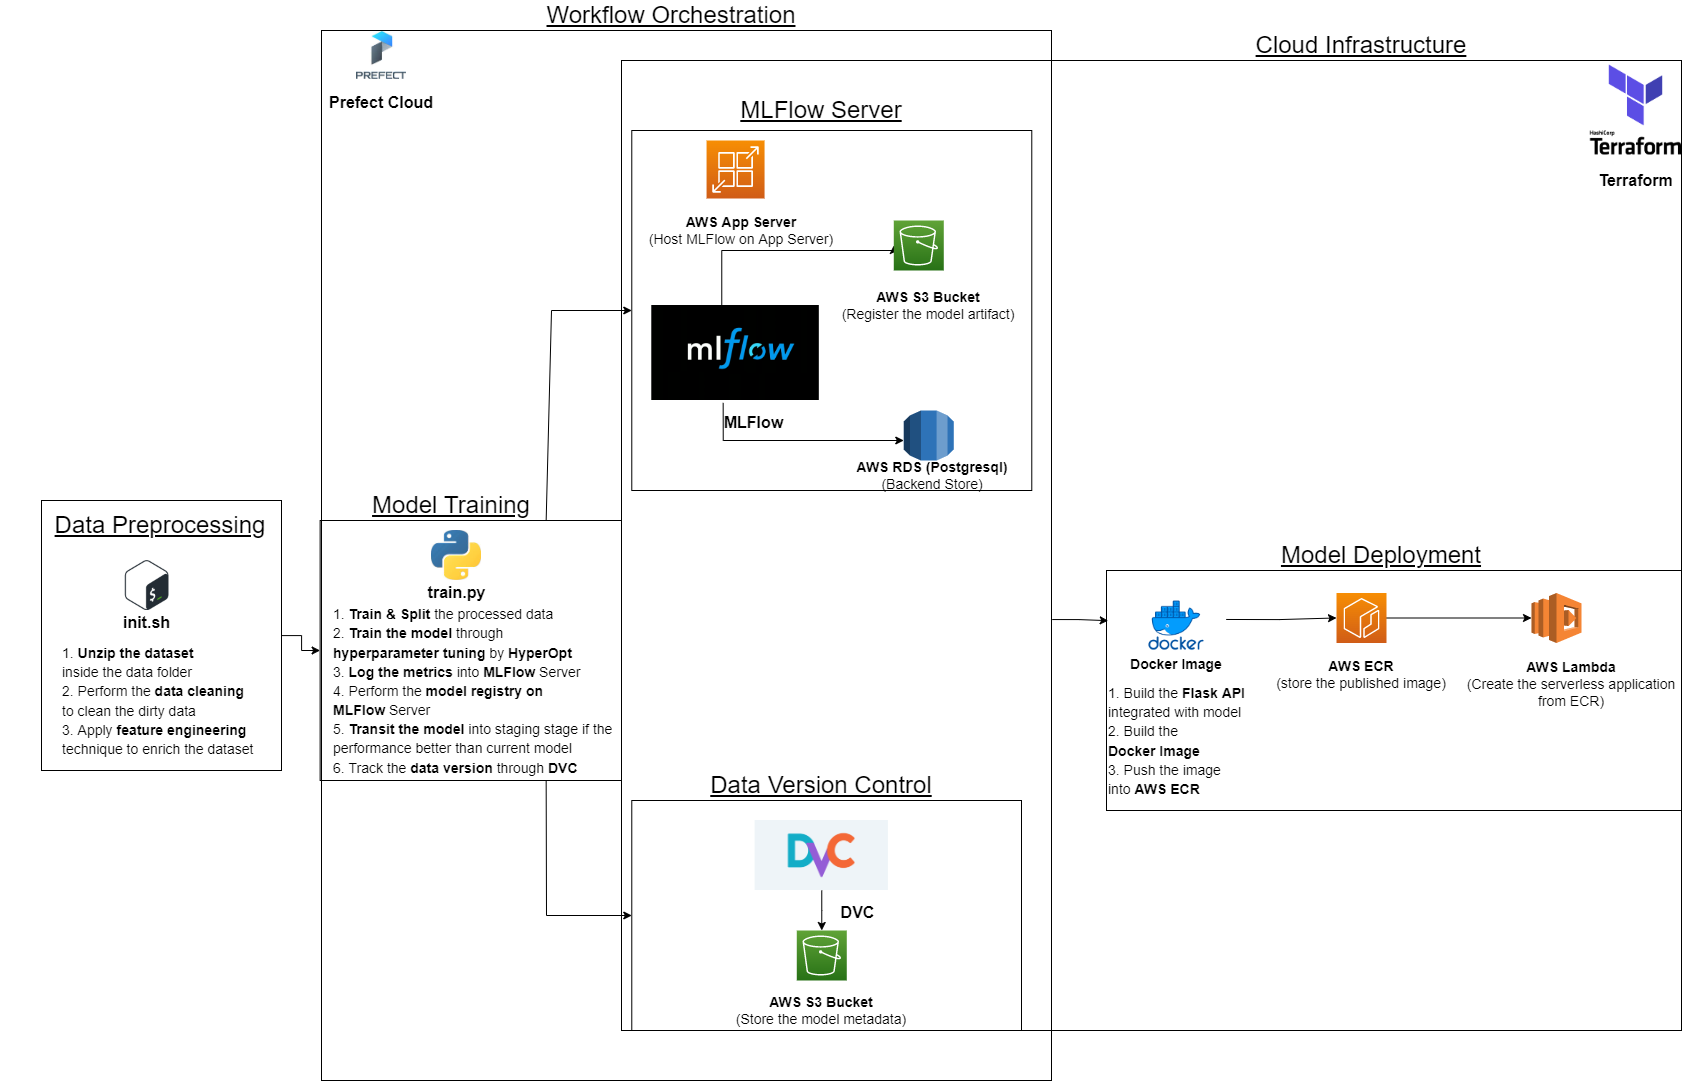 Workflow Orchestration
PREFECT
Prefect Cloud
Cloud Infrastructure
HashiCorp
Terraform
Terraform
MLFlow Server
AWS App Server
(Host MLFlow on App Server)
AWS S3 Bucket
(Register the model artifact)
mlflow
MLFlow
AWS RDS (Postgresql)
(Backend Store)
Data Preprocessing
$_
init.sh
1. Unzip the dataset
inside the data folder
2. Perform the data cleaning
to clean the dirty data
3. Apply feature engineering
technique to enrich the dataset
Model Training
train.py
1. Train & Split the processed data
2. Train the model through
hyperparameter tuning by HyperOpt
3. Log the metrics into MLFlow Server
4. Perform the model registry on
MLFlow Server
5. Transit the model into staging stage if the
performance better than current model
6. Track the data version through DVC
Data Version Control
DVC
DVC
AWS S3 Bucket
(Store the model metadata)
Model Deployment
docker
Docker Image
1. Build the Flask API
integrated with model
2. Build the
Docker Image
3. Push the image
into AWS ECR
AWS ECR
(store the published image)
AWS Lambda
(Create the serverless application
from ECR)